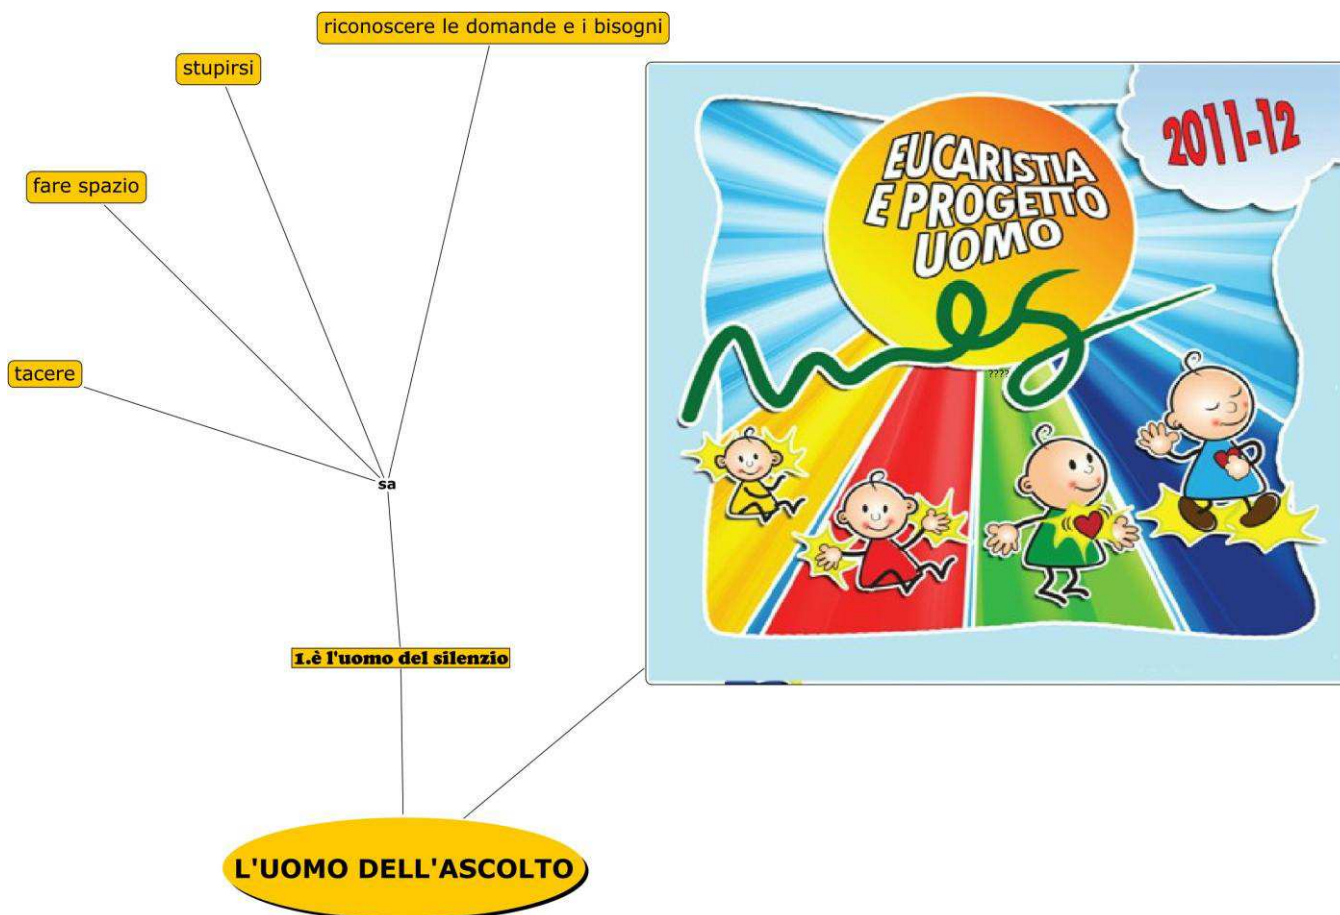 riconoscere le domande e i bisogni
stupirsi
fare spazio
tacere
sa
1.è l'uomo del silenzio
L'UOMO DELL'ASCOLTO
2011-12
EUCARISTIA
E PROGETTO
UOMO
meg
????